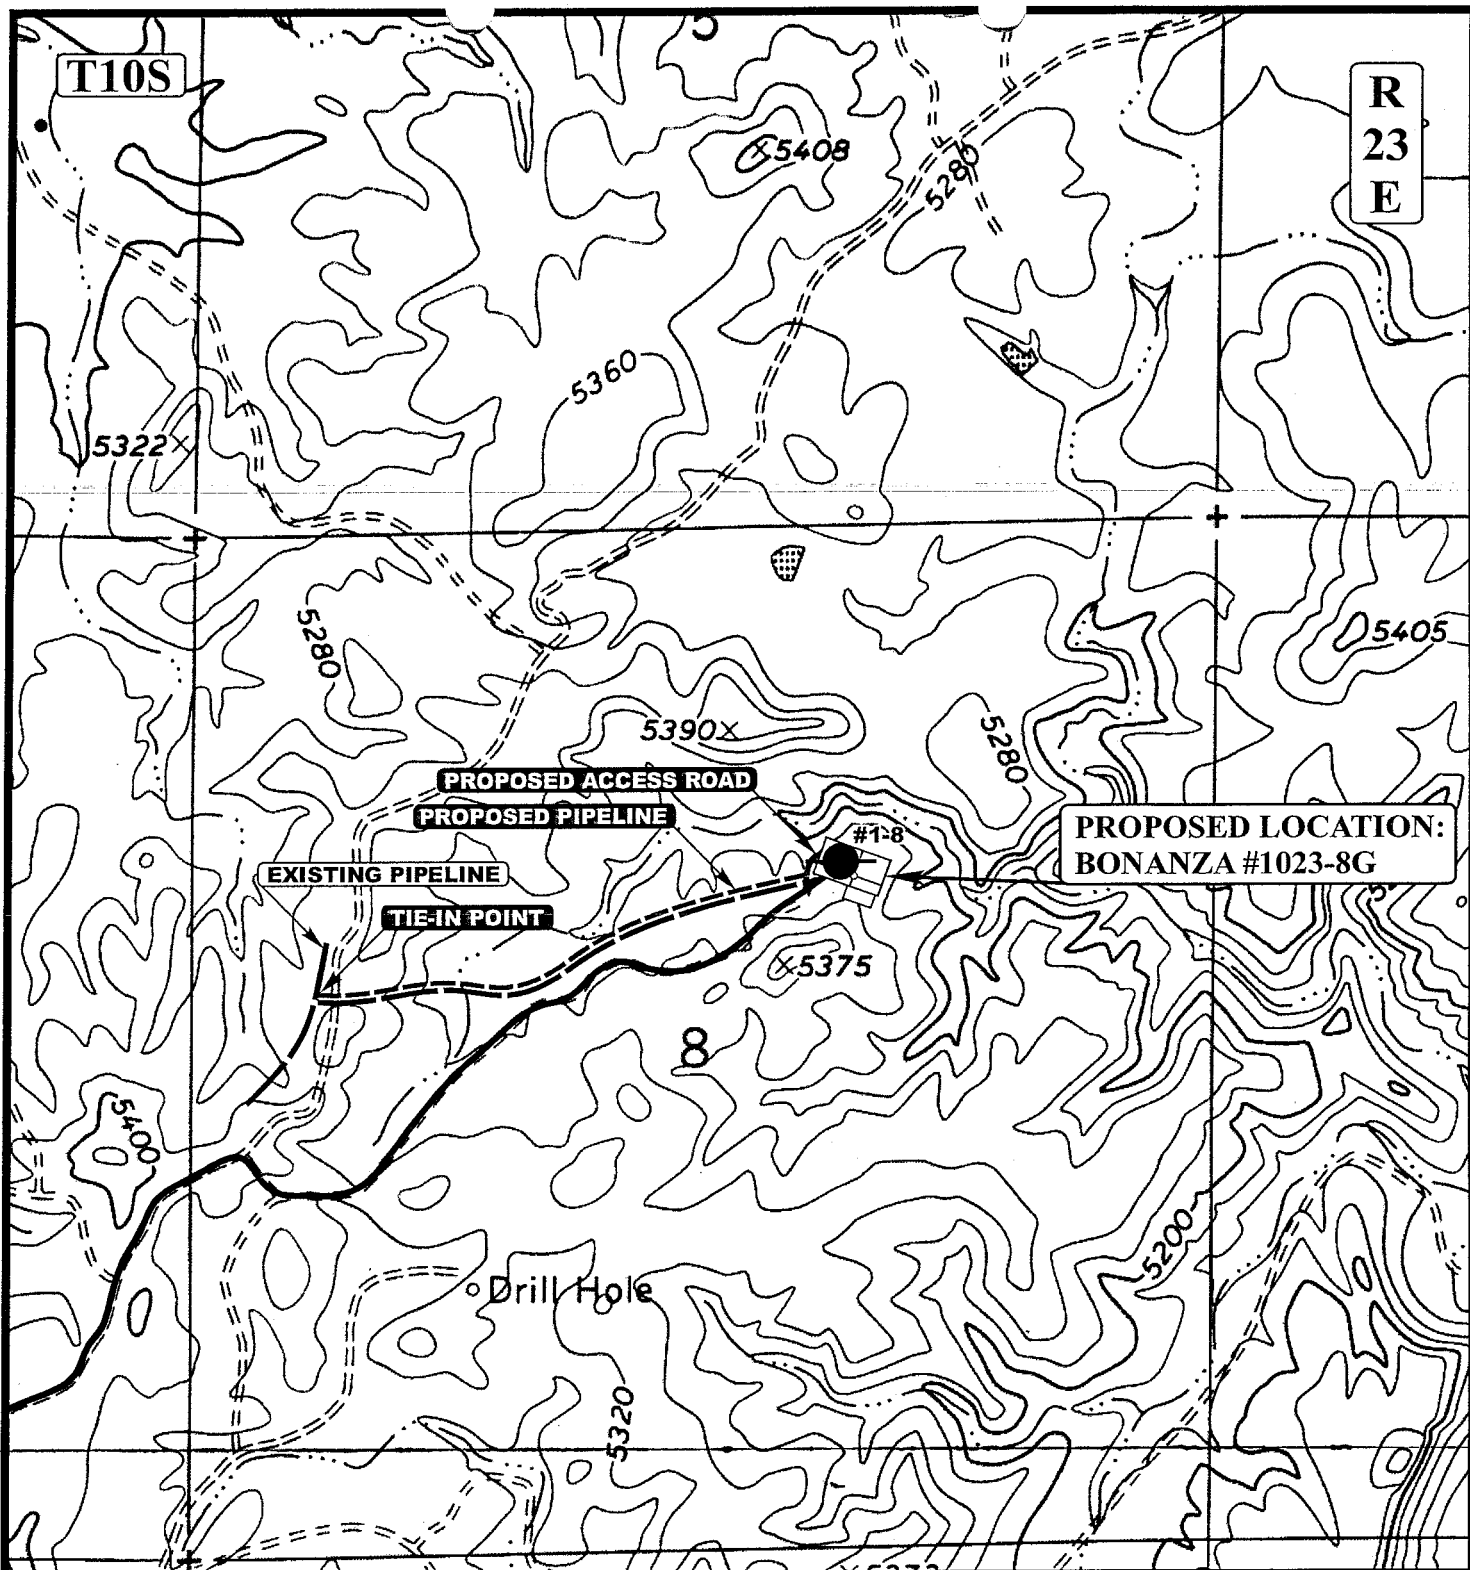 5
T10S
R
23
E
5408
5280
5360
5322
5280
5405
5390
5280
PROPOSED ACCESS ROAD
PROPOSED PIPELINE
#1-8
PROPOSED LOCATION:
BONANZA #1023-8G
EXISTING PIPELINE
TIE-IN POINT
5375
8
5400
5200
Drill Hole
5320